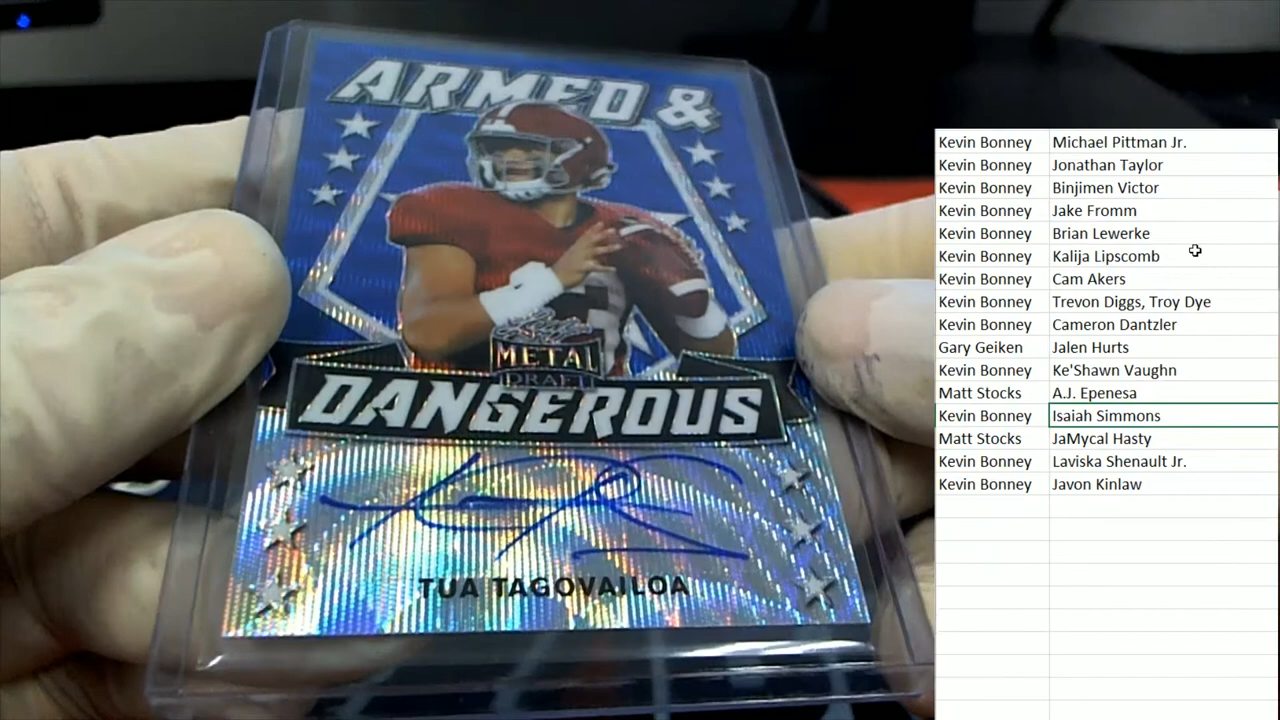 ARMED &
Leaf
METAL
DRAFT
DANGEROUS
TUA TAGOVAILOA
Kevin Bonney Michael Pittman Jr.
Kevin Bonney Jonathan Taylor
Kevin Bonney Binjimen Victor
Kevin Bonney Jake Fromm
Kevin Bonney Brian Lewerke
Kevin Bonney Kalija Lipscomb
Kevin Bonney Cam Akers
Kevin Bonney Trevon Diggs, Troy Dye
Kevin Bonney Cameron Dantzler
Gary Geiken Jalen Hurts
Kevin Bonney Ke'Shawn Vaughn
Matt Stocks A.J. Epenesa
Kevin Bonney Isaiah Simmons
Matt Stocks JaMycal Hasty
Kevin Bonney Laviska Shenault Jr.
Kevin Bonney Javon Kinlaw